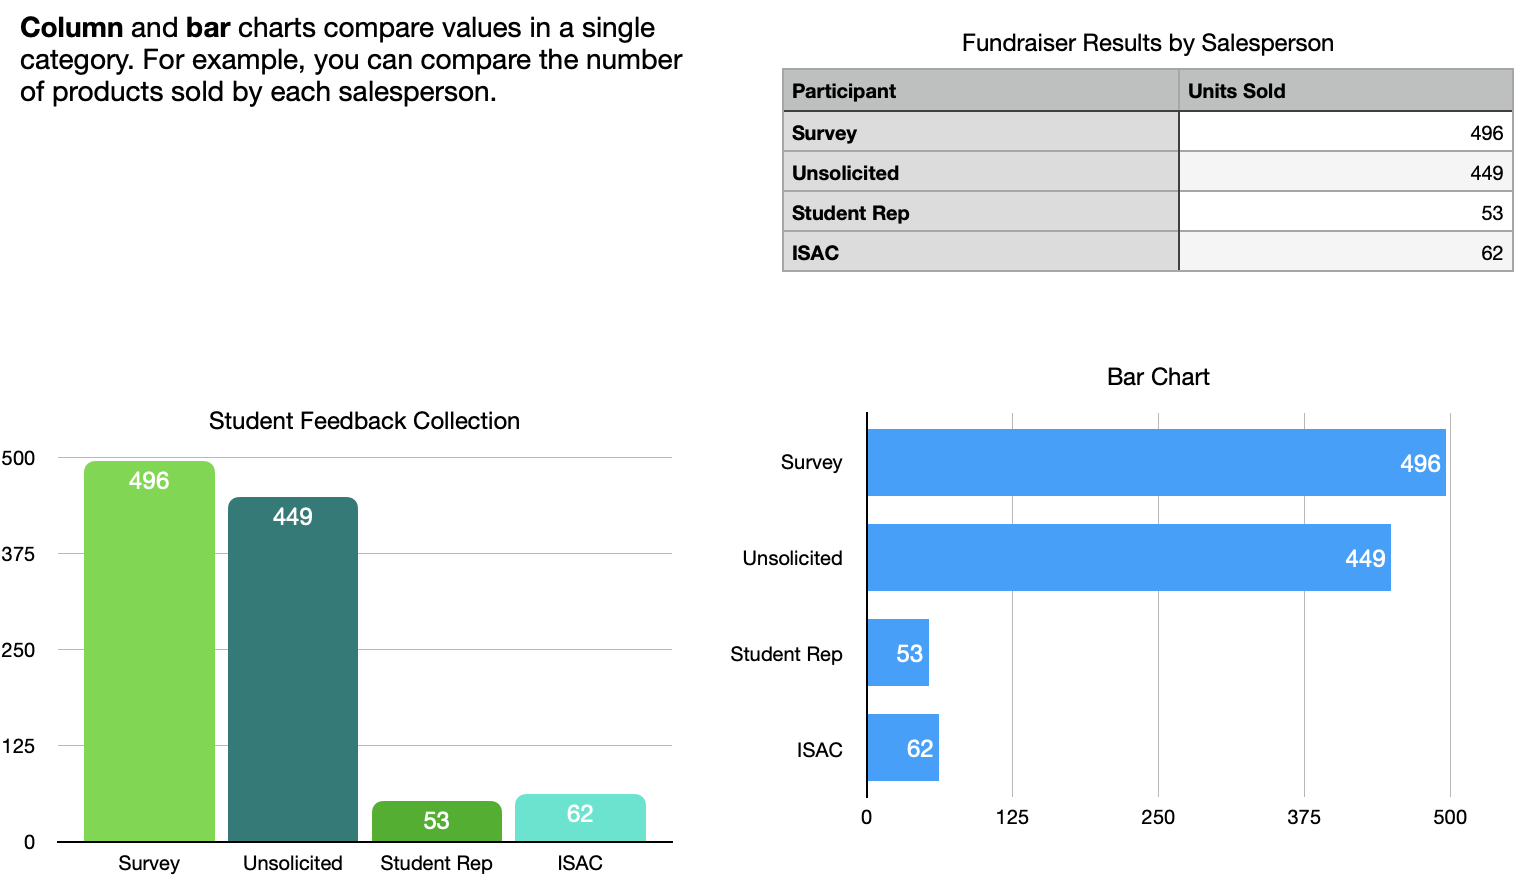 Column and bar charts compare values in a single
category. For example, you can compare the number
of products sold by each salesperson.
Fundraiser Results by Salesperson
Participant Units Sold
Survey 496
Unsolicited 449
Student Rep 53
ISAC 62
Student Feedback Collection
500
375
250
125
0
496
449
53
62
Survey Unsolicited Student Rep ISAC
Bar Chart
Survey 496
Unsolicited 449
Student Rep 53
ISAC 62
0 125 250 375 500